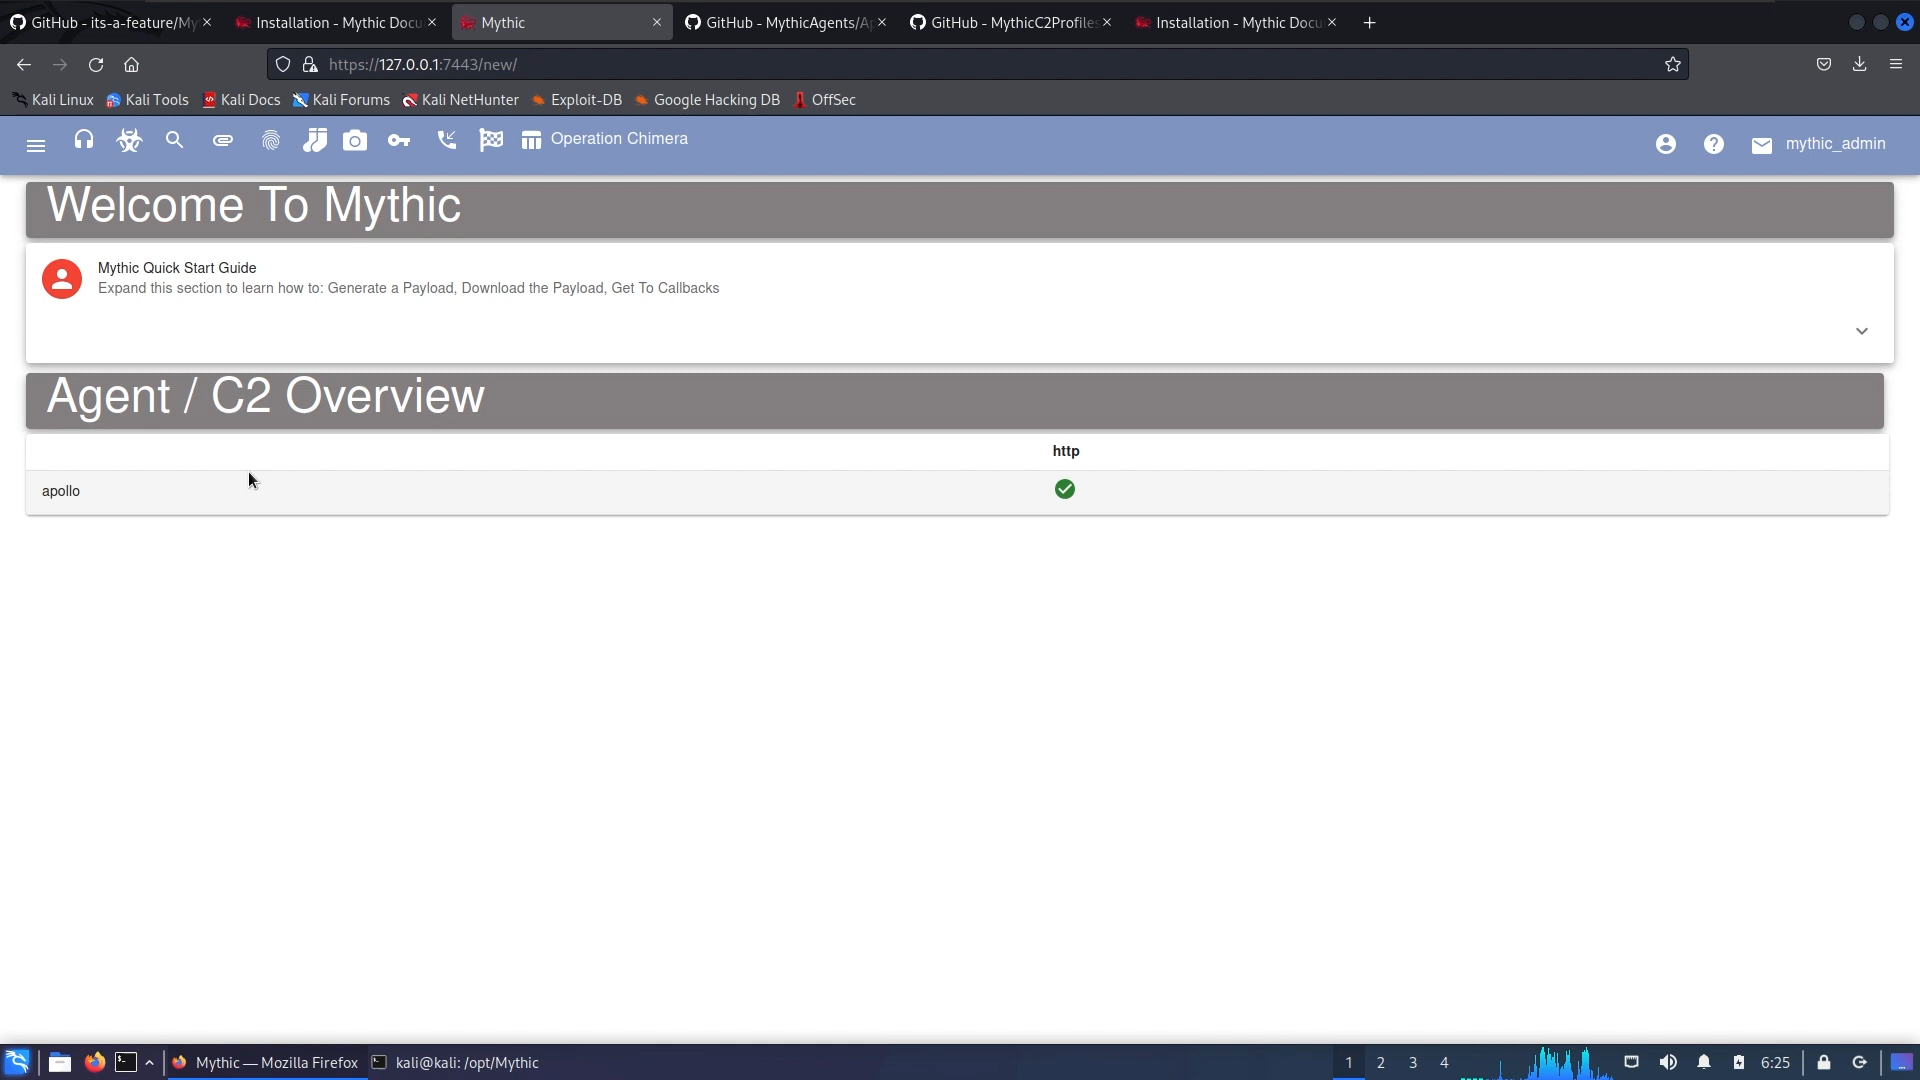 GitHub - its-a-feature/My
Installation - Mythic Docu
Mythic
GitHub - MythicAgents/Ap
GitHub - MythicC2Profiles
Installation - Mythic Docu
https://127.0.0.1:7443/new/
Kali Linux
Kali Tools
Kali Docs
Kali Forums
Kali NetHunter
Exploit-DB
Google Hacking DB
OffSec
Operation Chimera
mythic_admin
Welcome To Mythic
Mythic Quick Start Guide
Expand this section to learn how to: Generate a Payload, Download the Payload, Get To Callbacks
Agent / C2 Overview
http
apollo
Mythic — Mozilla Firefox
kali@kali: /opt/Mythic
1 2 3 4
6:25